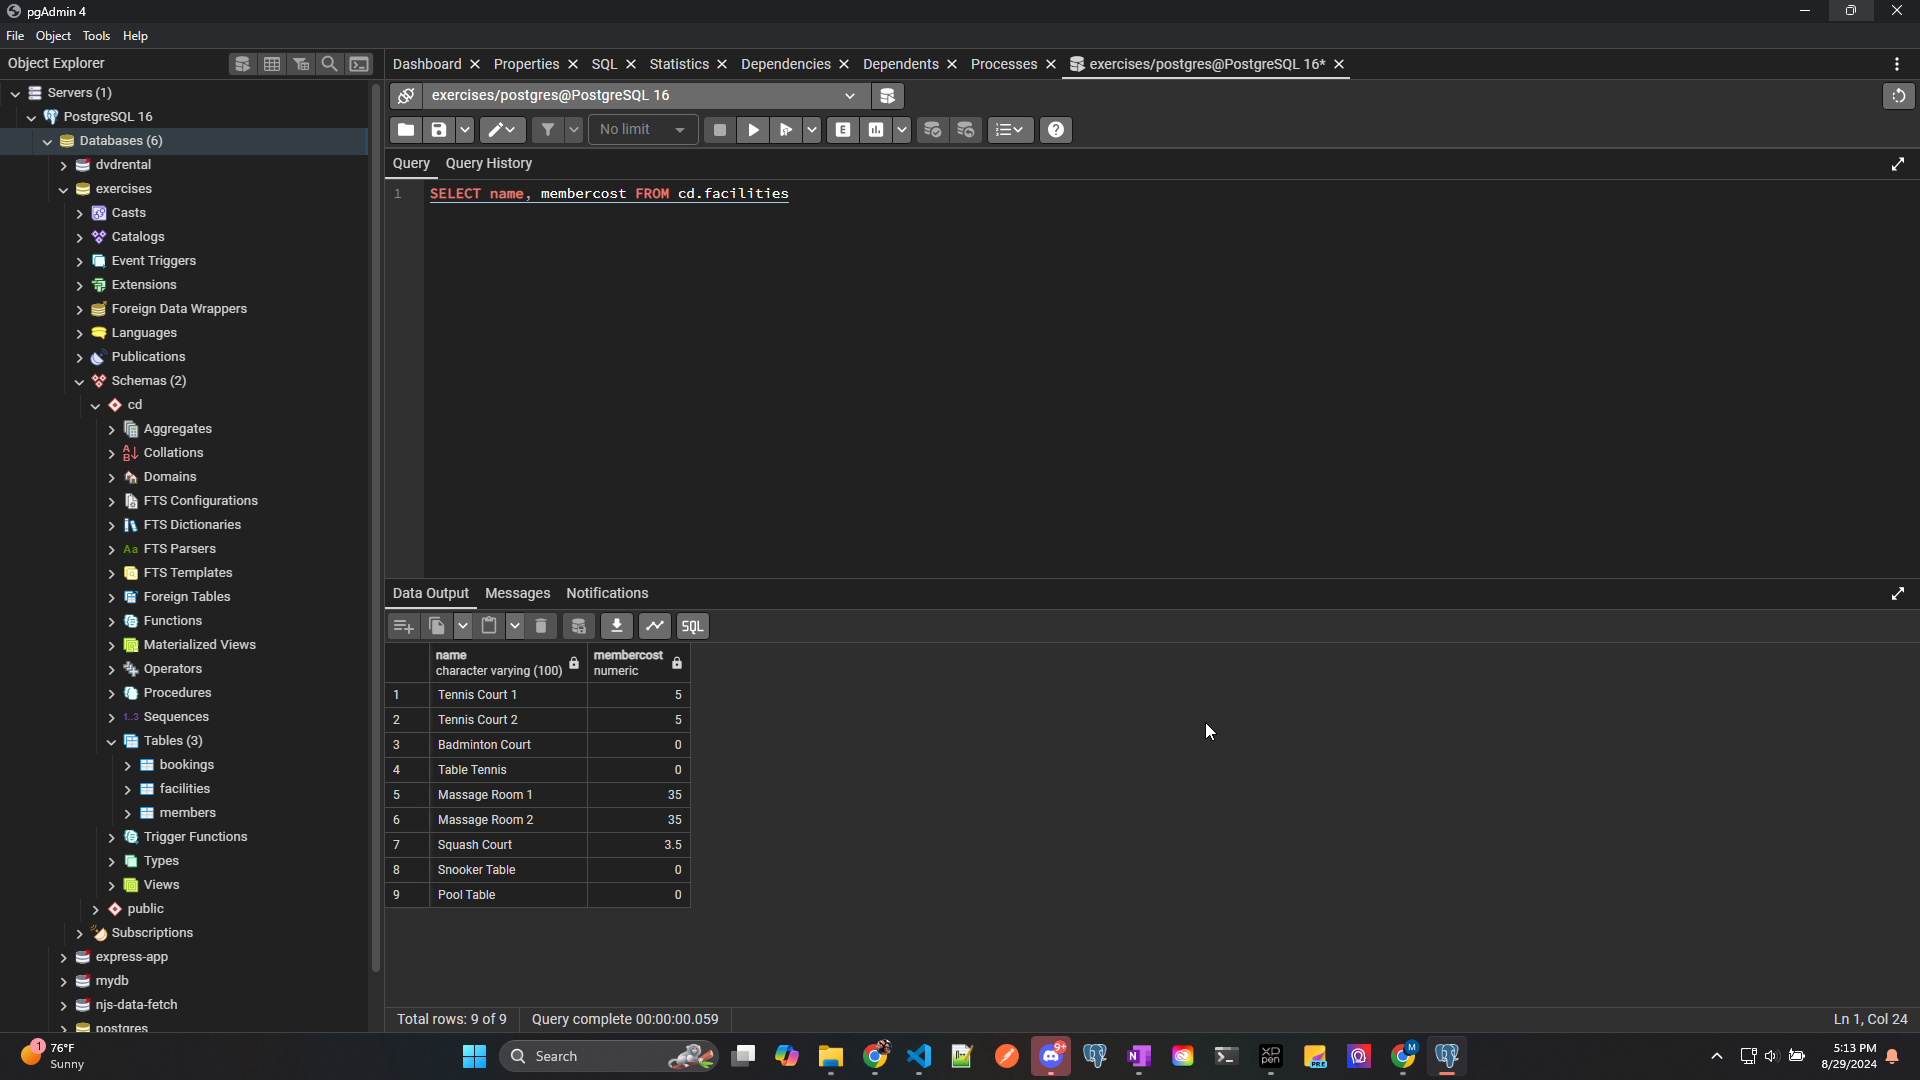 pgAdmin 4
File Object Tools Help
Object Explorer
Dashboard Properties SQL Statistics Dependencies Dependents Processes exercises/postgres@PostgreSQL 16*
Servers (1)
PostgreSQL 16
Databases (6)
dvdrental
exercises
Casts
Catalogs
Event Triggers
Extensions
Foreign Data Wrappers
Languages
Publications
Schemas (2)
cd
Aggregates
Collations
Domains
FTS Configurations
FTS Dictionaries
Aa FTS Parsers
FTS Templates
Foreign Tables
Functions
Materialized Views
Operators
Procedures
1..3 Sequences
Tables (3)
bookings
facilities
members
Trigger Functions
Types
Views
public
Subscriptions
express-app
mydb
njs-data-fetch
postgres
exercises/postgres@PostgreSQL 16
No limit
E
Query Query History
1 SELECT name, membercost FROM cd.facilities
Data Output Messages Notifications
SQL
name character varying (100) membercost numeric
1 Tennis Court 1 5
2 Tennis Court 2 5
3 Badminton Court 0
4 Table Tennis 0
5 Massage Room 1 35
6 Massage Room 2 35
7 Squash Court 3.5
8 Snooker Table 0
9 Pool Table 0
Total rows: 9 of 9 Query complete 00:00:00.059 Ln 1, Col 24
1 76°F
Sunny
Search
9+
N
XP
PEN
PRE
M
5:13 PM
8/29/2024